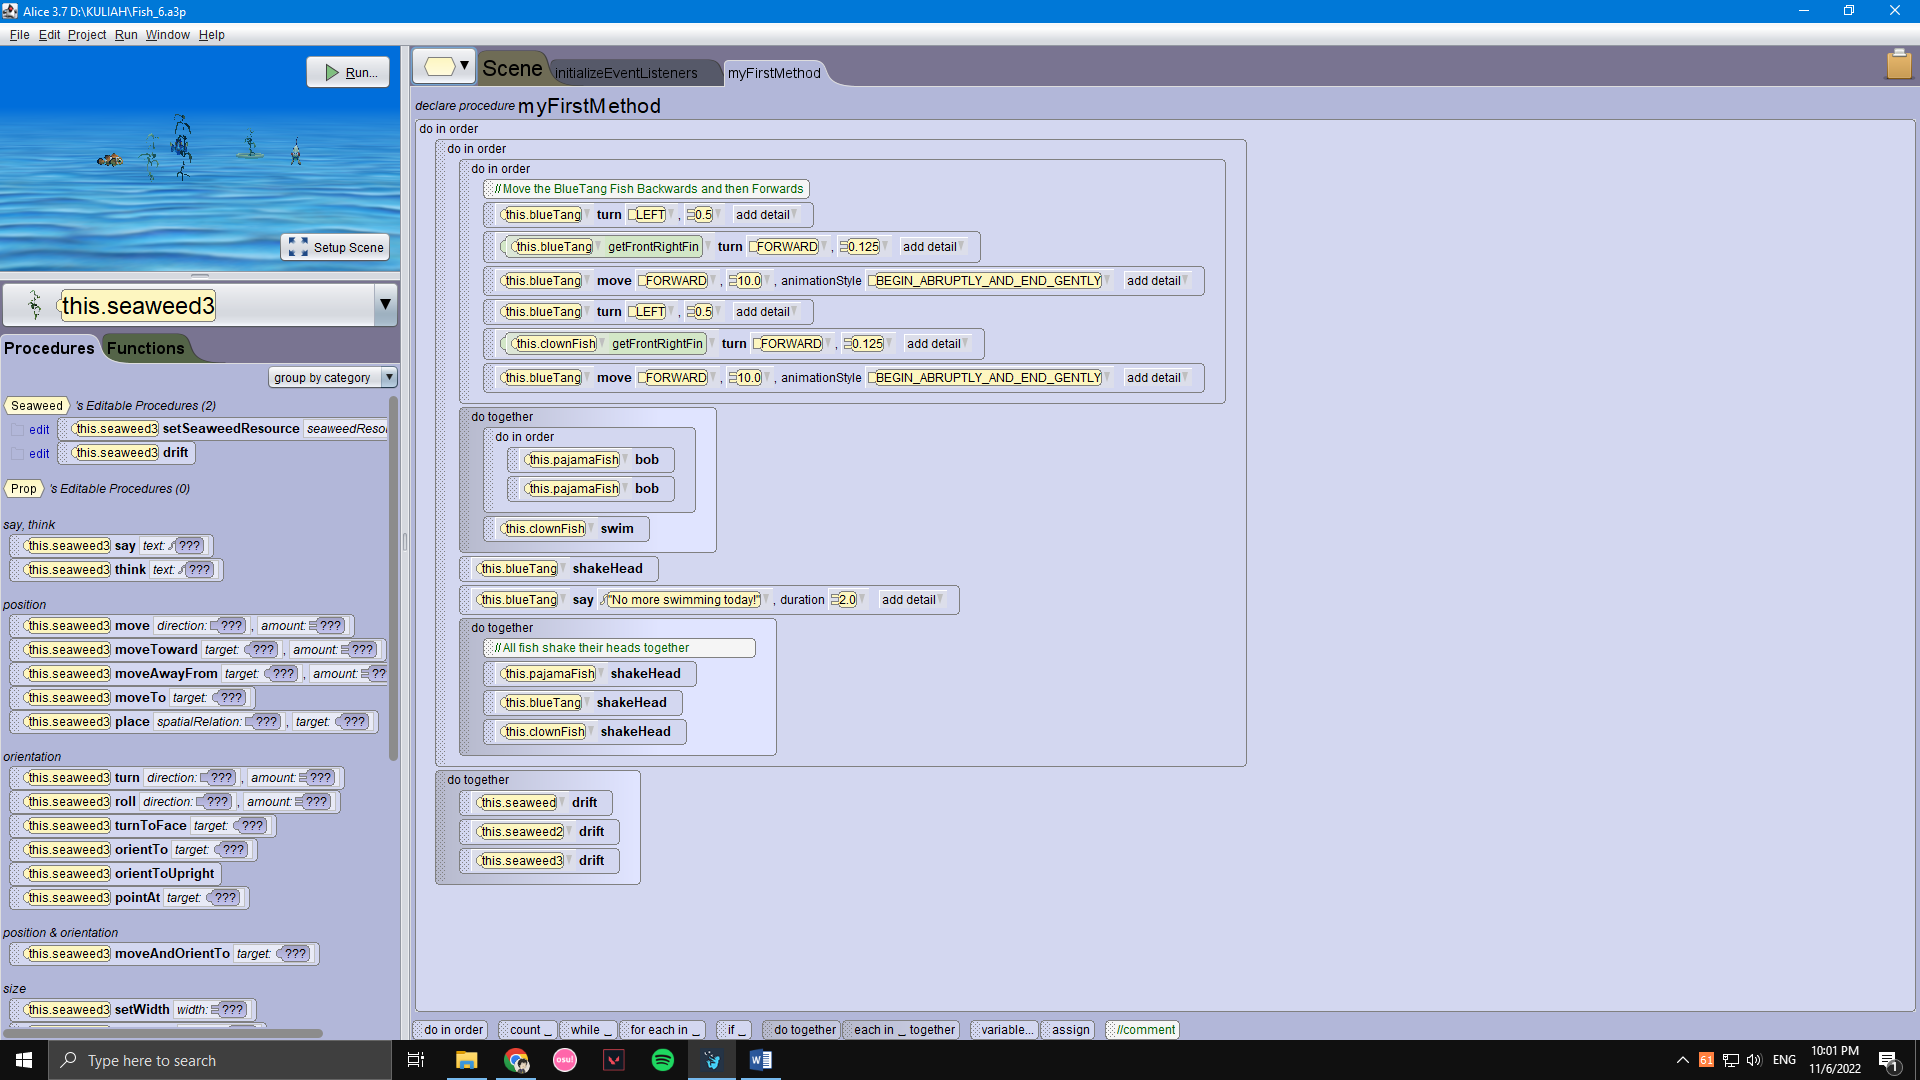 Alice 3.7 D:\KULIAH\Fish_6.a3p
File Edit Project Run Window Help
Run...
Setup Scene
this.seaweed3
Procedures Functions
group by category
Seaweed 's Editable Procedures (2)
edit this.seaweed3 setSeaweedResource
edit this.seaweed3 drift
Prop 's Editable Procedures (0)
say, think
this.seaweed3 say text: ???
this.seaweed3 think text: ???
position
this.seaweed3 move direction: ???, amount: ???
this.seaweed3 moveToward target: ???, amount: ???
this.seaweed3 moveAwayFrom target: ???, amount: ??
this.seaweed3 moveTo target: ???
this.seaweed3 place spatialRelation: ???, target: ???
orientation
this.seaweed3 turn direction: ???, amount: ???
this.seaweed3 roll direction: ???, amount: ???
this.seaweed3 turnToFace target: ???
this.seaweed3 orientTo target: ???
this.seaweed3 orientToUpright
this.seaweed3 pointAt target: ???
position & orientation
this.seaweed3 moveAndOrientTo target: ???
size
this.seaweed3 setWidth width: ???
Scene initializeEventListeners myFirstMethod
declare procedure myFirstMethod
do in order
do in order
do in order
//Move the BlueTang Fish Backwards and then Forwards
this.blueTang turn LEFT, 0.5 add detail
this.blueTang getFrontRightFin turn FORWARD, 0.125 add detail
this.blueTang move FORWARD, 10.0, animationStyle BEGIN_ABRUPTLY_AND_END_GENTLY add detail
this.blueTang turn LEFT, 0.5 add detail
this.clownFish getFrontRightFin turn FORWARD, 0.125 add detail
this.blueTang move FORWARD, 10.0, animationStyle BEGIN_ABRUPTLY_AND_END_GENTLY add detail
do together
do in order
this.pajamaFish bob
this.pajamaFish bob
this.clownFish swim
this.blueTang shakeHead
this.blueTang say "No more swimming today!", duration 2.0 add detail
do together
//All fish shake their heads together
this.pajamaFish shakeHead
this.blueTang shakeHead
this.clownFish shakeHead
do together
this.seaweed drift
this.seaweed2 drift
this.seaweed3 drift
do in order count _ while _ for each in _ if _ do together each in _ together variable... assign //comment
Type here to search
osu!
61 ENG
10:01 PM
11/6/2022
1